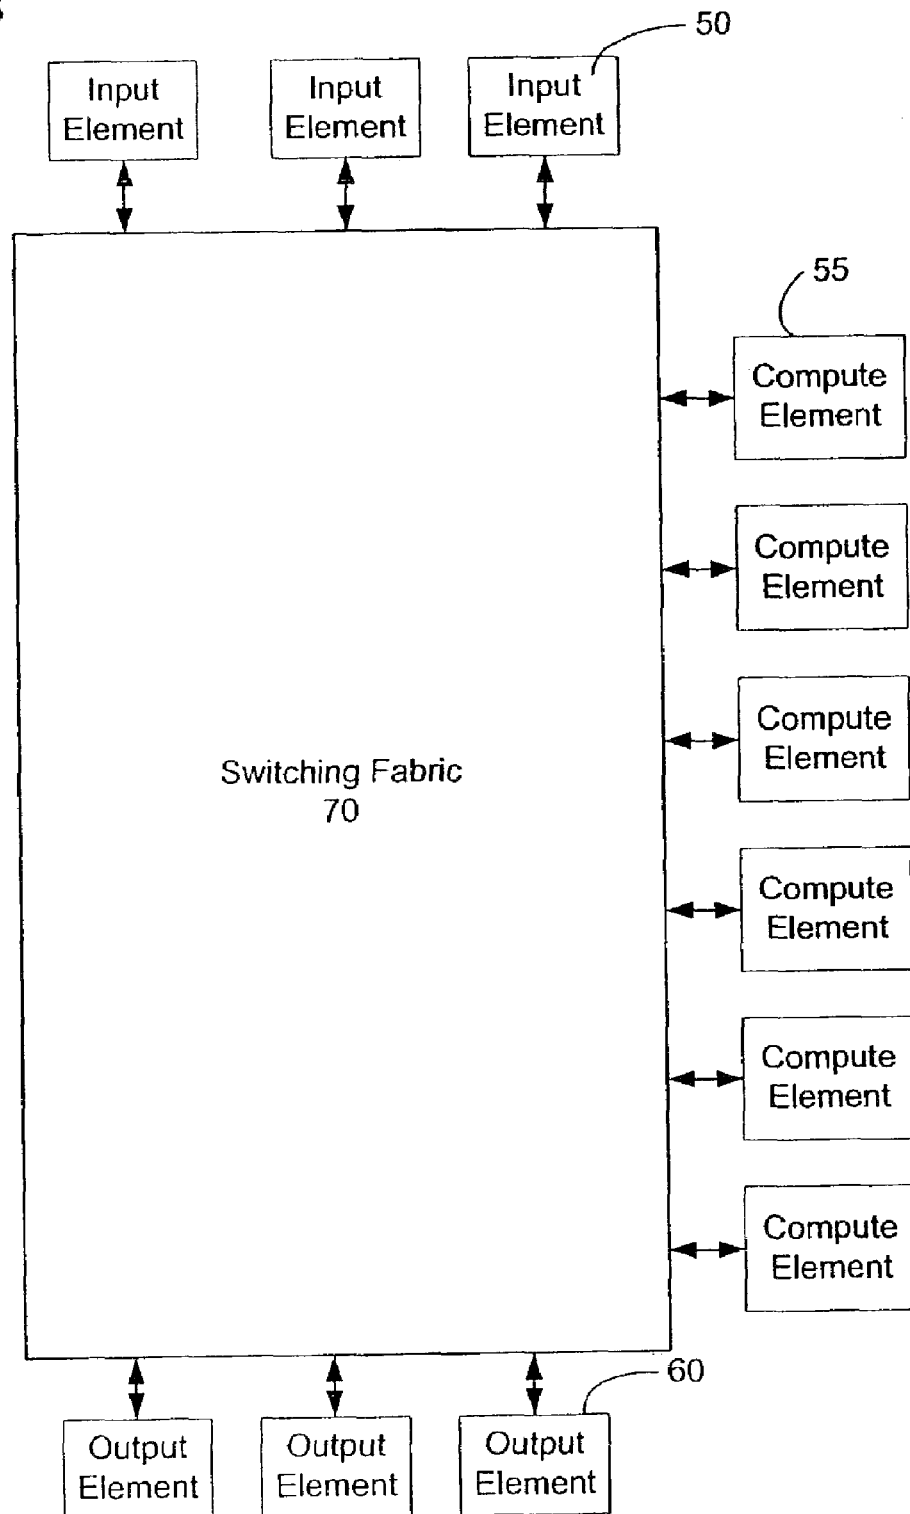 50
Input
Element
Input
Element
Input
Element
55
Compute
Element
Compute
Element
Compute
Element
Switching Fabric
70
Compute
Element
Compute
Element
Compute
Element
60
Output
Element
Output
Element
Output
Element